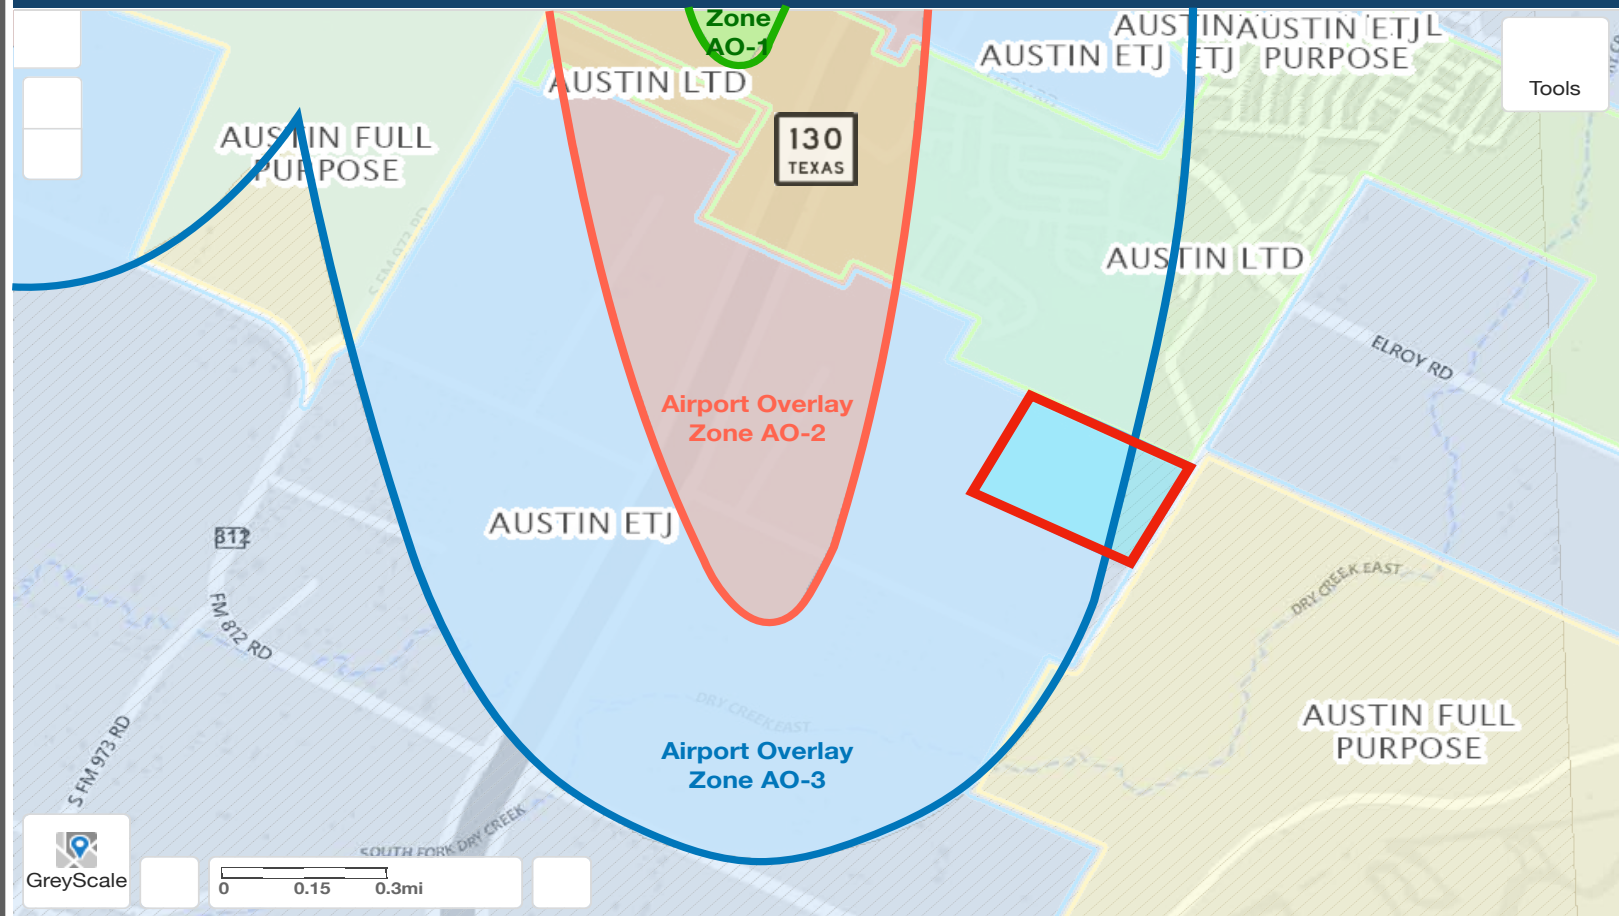 Zone
AO-1
AUSTIN LTD
130
TEXAS
AUSTIN ETJ
AUSTIN
AUSTIN ETJ
ETJ
PURPOSE
Tools
AUSTIN FULL
PURPOSE
S FM 973 RD
AUSTIN LTD
ELROY RD
Airport Overlay
Zone AO-2
AUSTIN ETJ
812
FM 812 RD
DRY CREEK EAST
S FM 973 RD
DRY CREEK EAST
Airport Overlay
Zone AO-3
AUSTIN FULL
PURPOSE
SOUTH FORK DRY CREEK
GreyScale
0 0.15 0.3mi